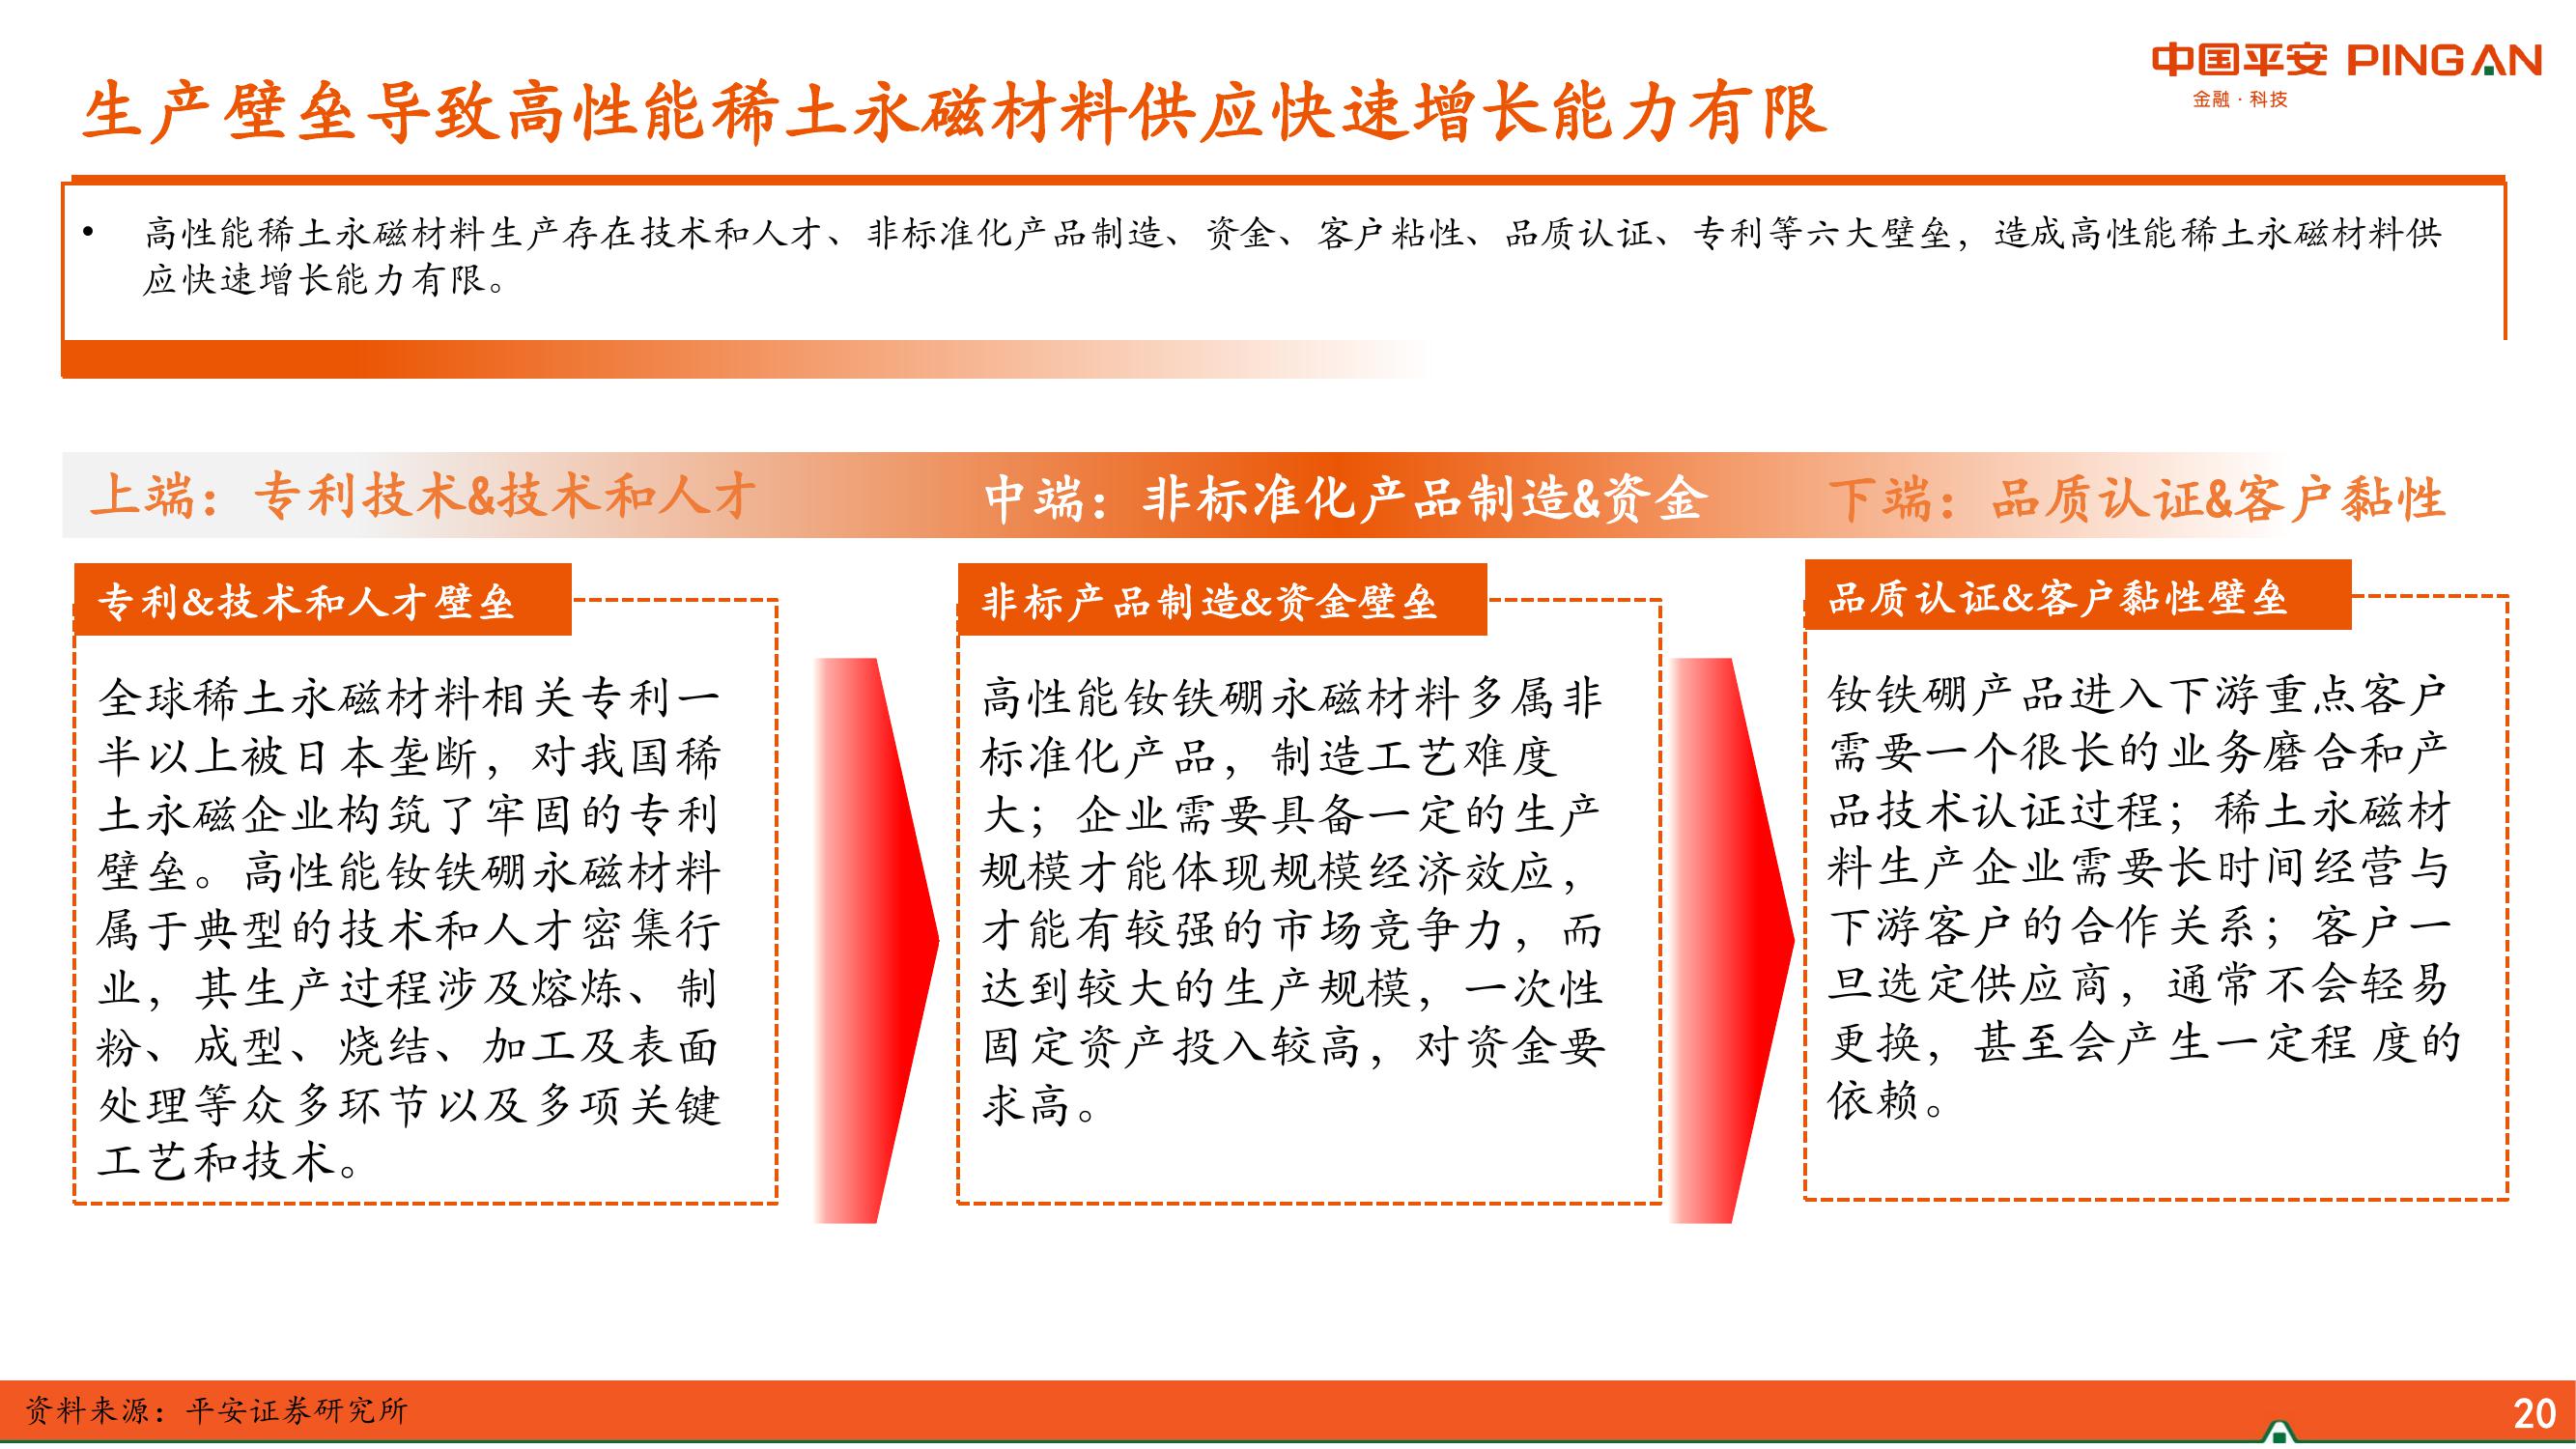 中国平安 PING AN
金融·科技
生产壁垒导致高性能稀土永磁材料供应快速增长能力有限
• 高性能稀土永磁材料生产存在技术和人才、非标准化产品制造、资金、客户粘性、品质认证、专利等六大壁垒，造成高性能稀土永磁材料供
应快速增长能力有限。
上端：专利技术&技术和人才
中端：非标准化产品制造&资金
下端：品质认证&客户黏性
专利&技术和人才壁垒
全球稀土永磁材料相关专利一
半以上被日本垄断，对我国稀
土永磁企业构筑了牢固的专利
壁垒。高性能钕铁硼永磁材料
属于典型的技术和人才密集行
业，其生产过程涉及熔炼、制
粉、成型、烧结、加工及表面
处理等众多环节以及多项关键
工艺和技术。
非标产品制造&资金壁垒
高性能钕铁硼永磁材料多属非
标准化产品，制造工艺难度
大；企业需要具备一定的生产
规模才能体现规模经济效应，
才能有较强的市场竞争力，而
达到较大的生产规模，一次性
固定资产投入较高，对资金要
求高。
品质认证&客户黏性壁垒
钕铁硼产品进入下游重点客户
需要一个很长的业务磨合和产
品技术认证过程；稀土永磁材
料生产企业需要长时间经营与
下游客户的合作关系；客户一
旦选定供应商，通常不会轻易
更换，甚至会产生一定程 度的
依赖。
资料来源：平安证券研究所
20